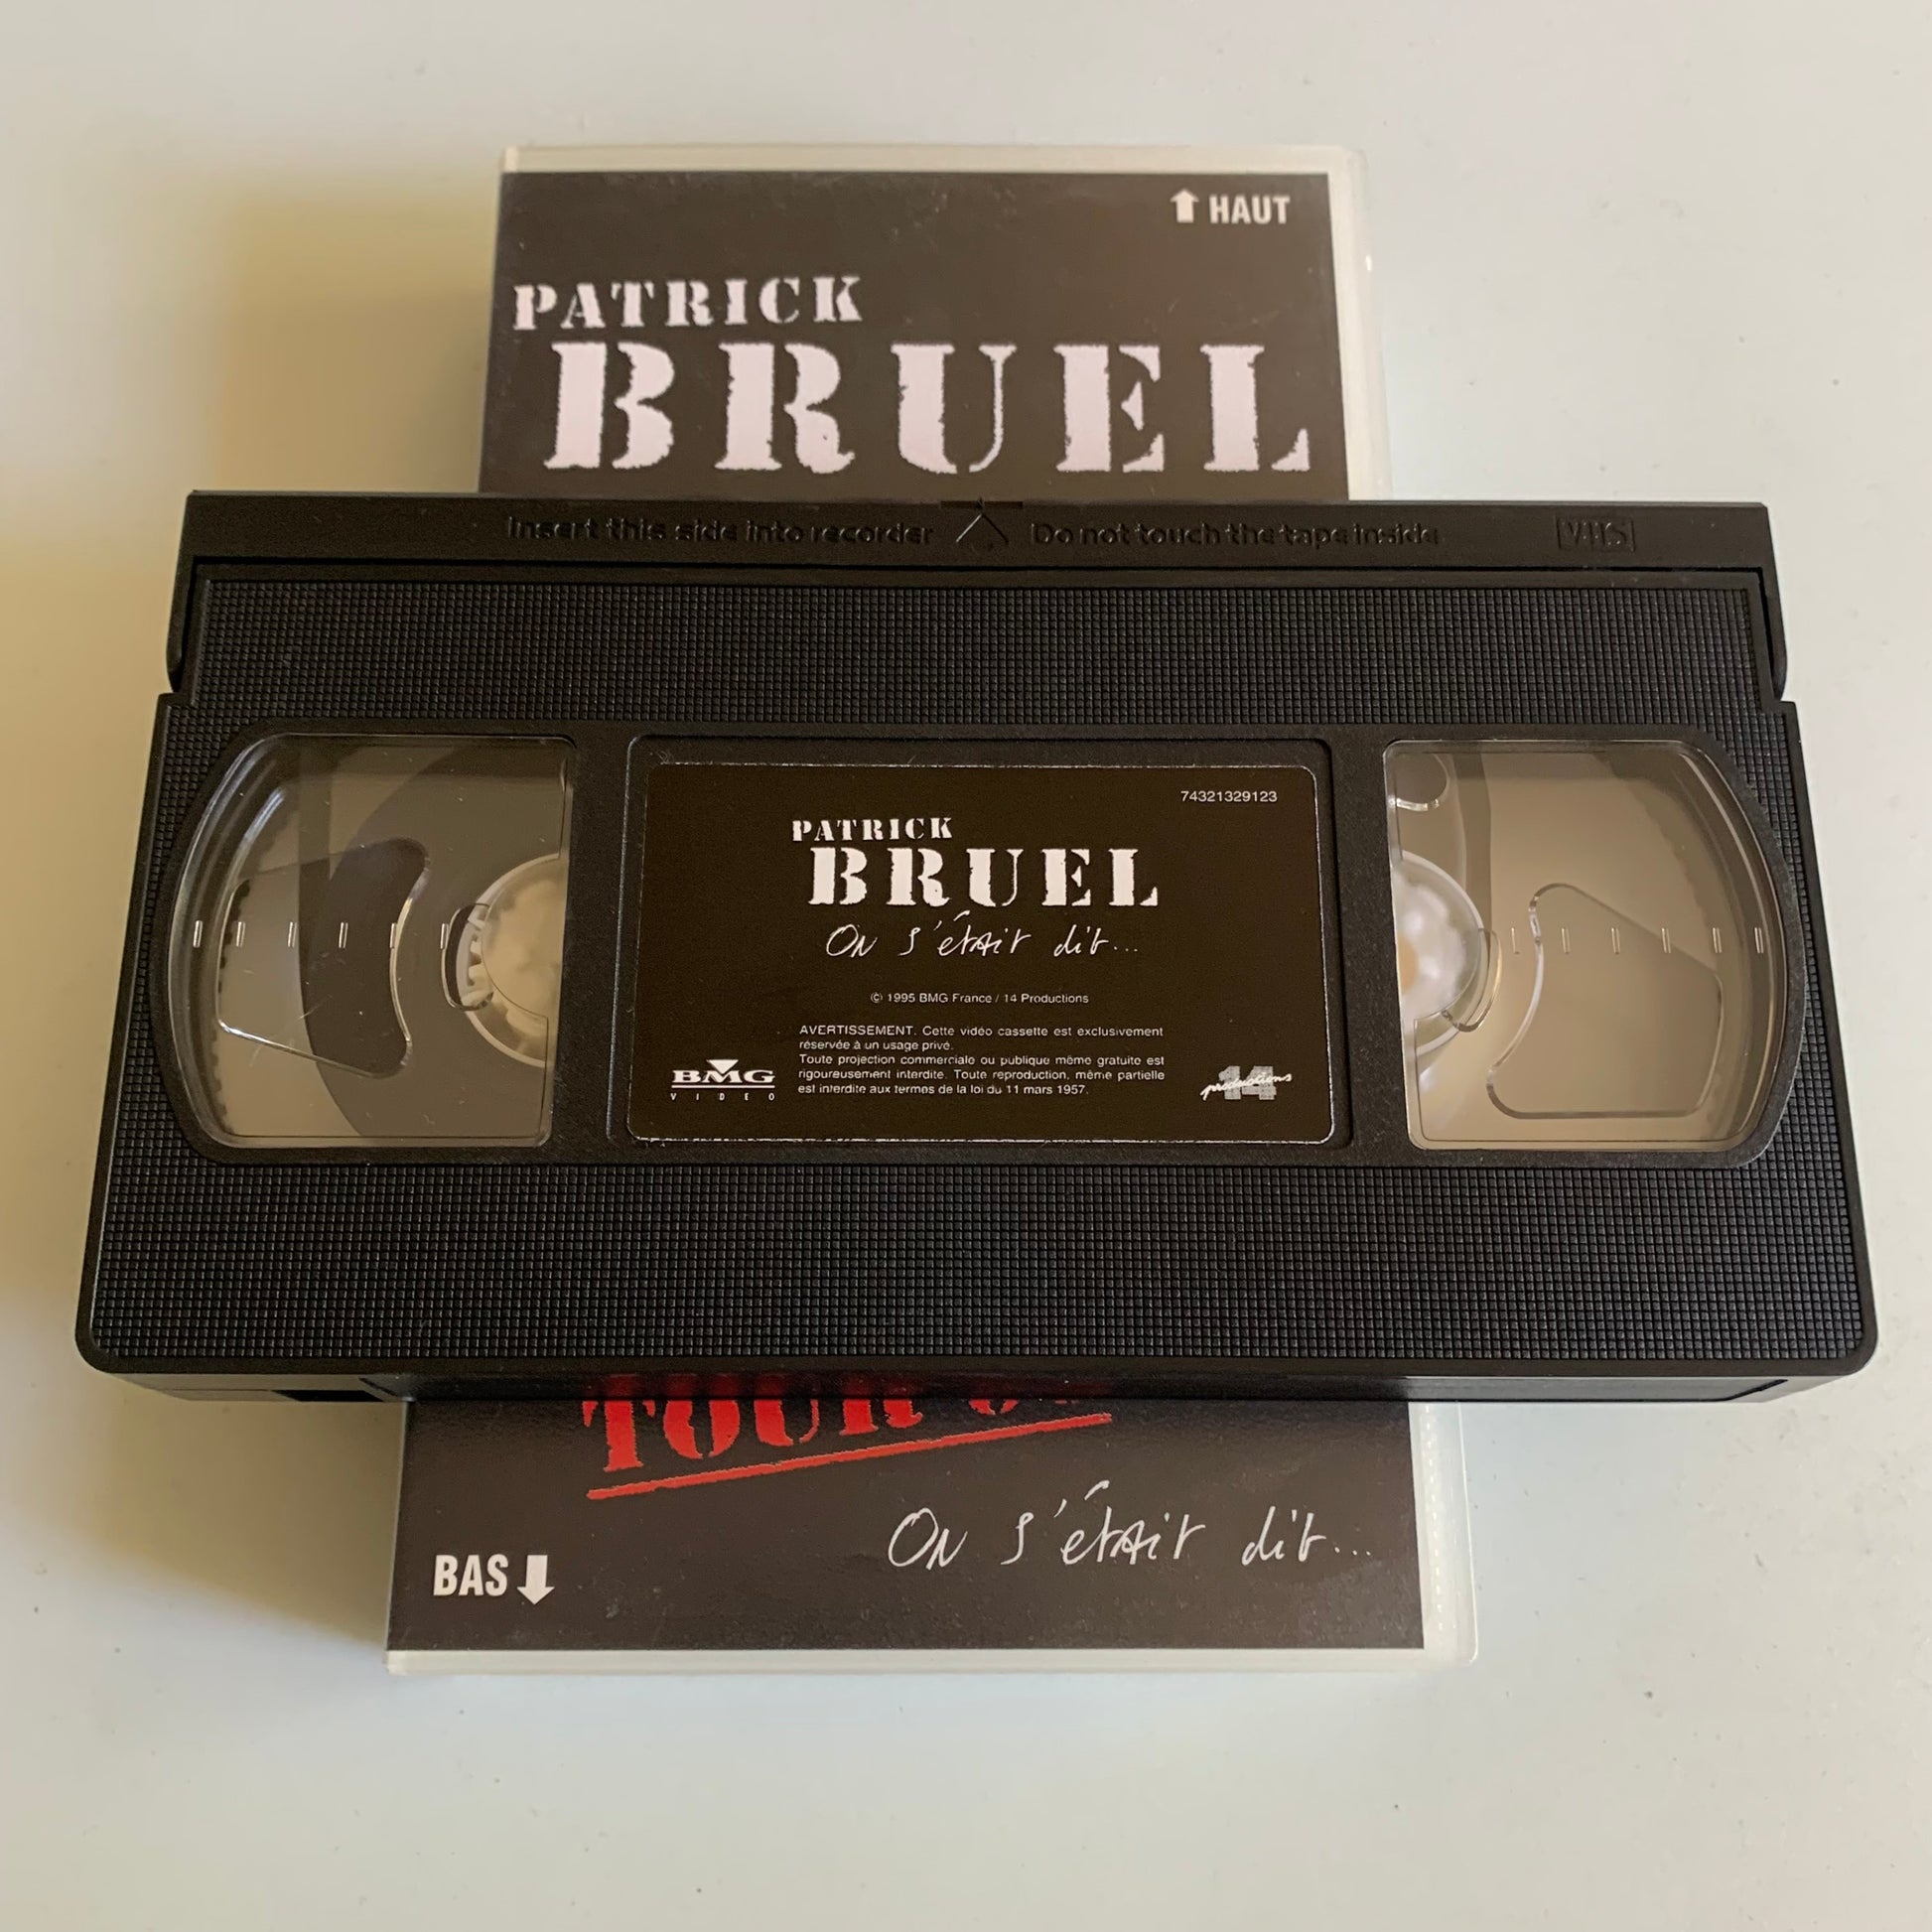 HAUT
PATRICK
BRUEL
Insert this side into recorder
Do not touch the tape inside
VHS
74321329123
PATRICK
BRUEL
On s'était dit...
© 1995 BMG France / 14 Productions
AVERTISSEMENT. Cette vidéo cassette est exclusivement
réservée à un usage privé.
Toute projection commerciale ou publique même gratuite est
rigoureusement interdite. Toute reproduction, même partielle
est interdite aux termes de la loi du 11 mars 1957.
BMG
VIDEO
14
productions
TOUR
On s'était dit...
BAS